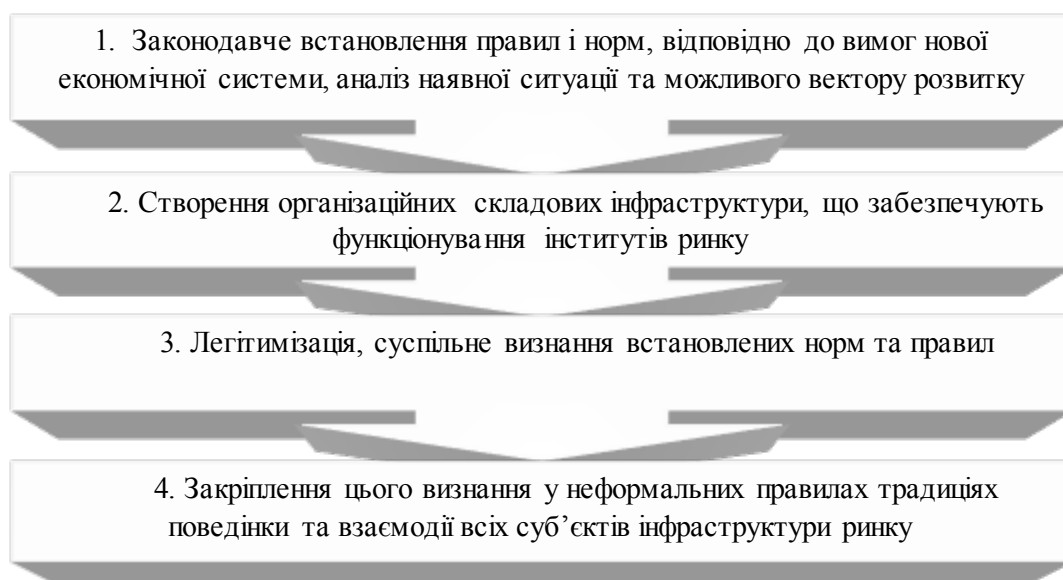 1. Законодавче встановлення правил і норм, відповідно до вимог нової
економічної системи, аналіз наявної ситуації та можливого вектору розвитку
2. Створення організаційних складових інфраструктури, що забезпечують
функціонування інститутів ринку
3. Легітимізація, суспільне визнання встановлених норм та правил
4. Закріплення цього визнання у неформальних правилах традиціях
поведінки та взаємодії всіх суб’єктів інфраструктури ринку